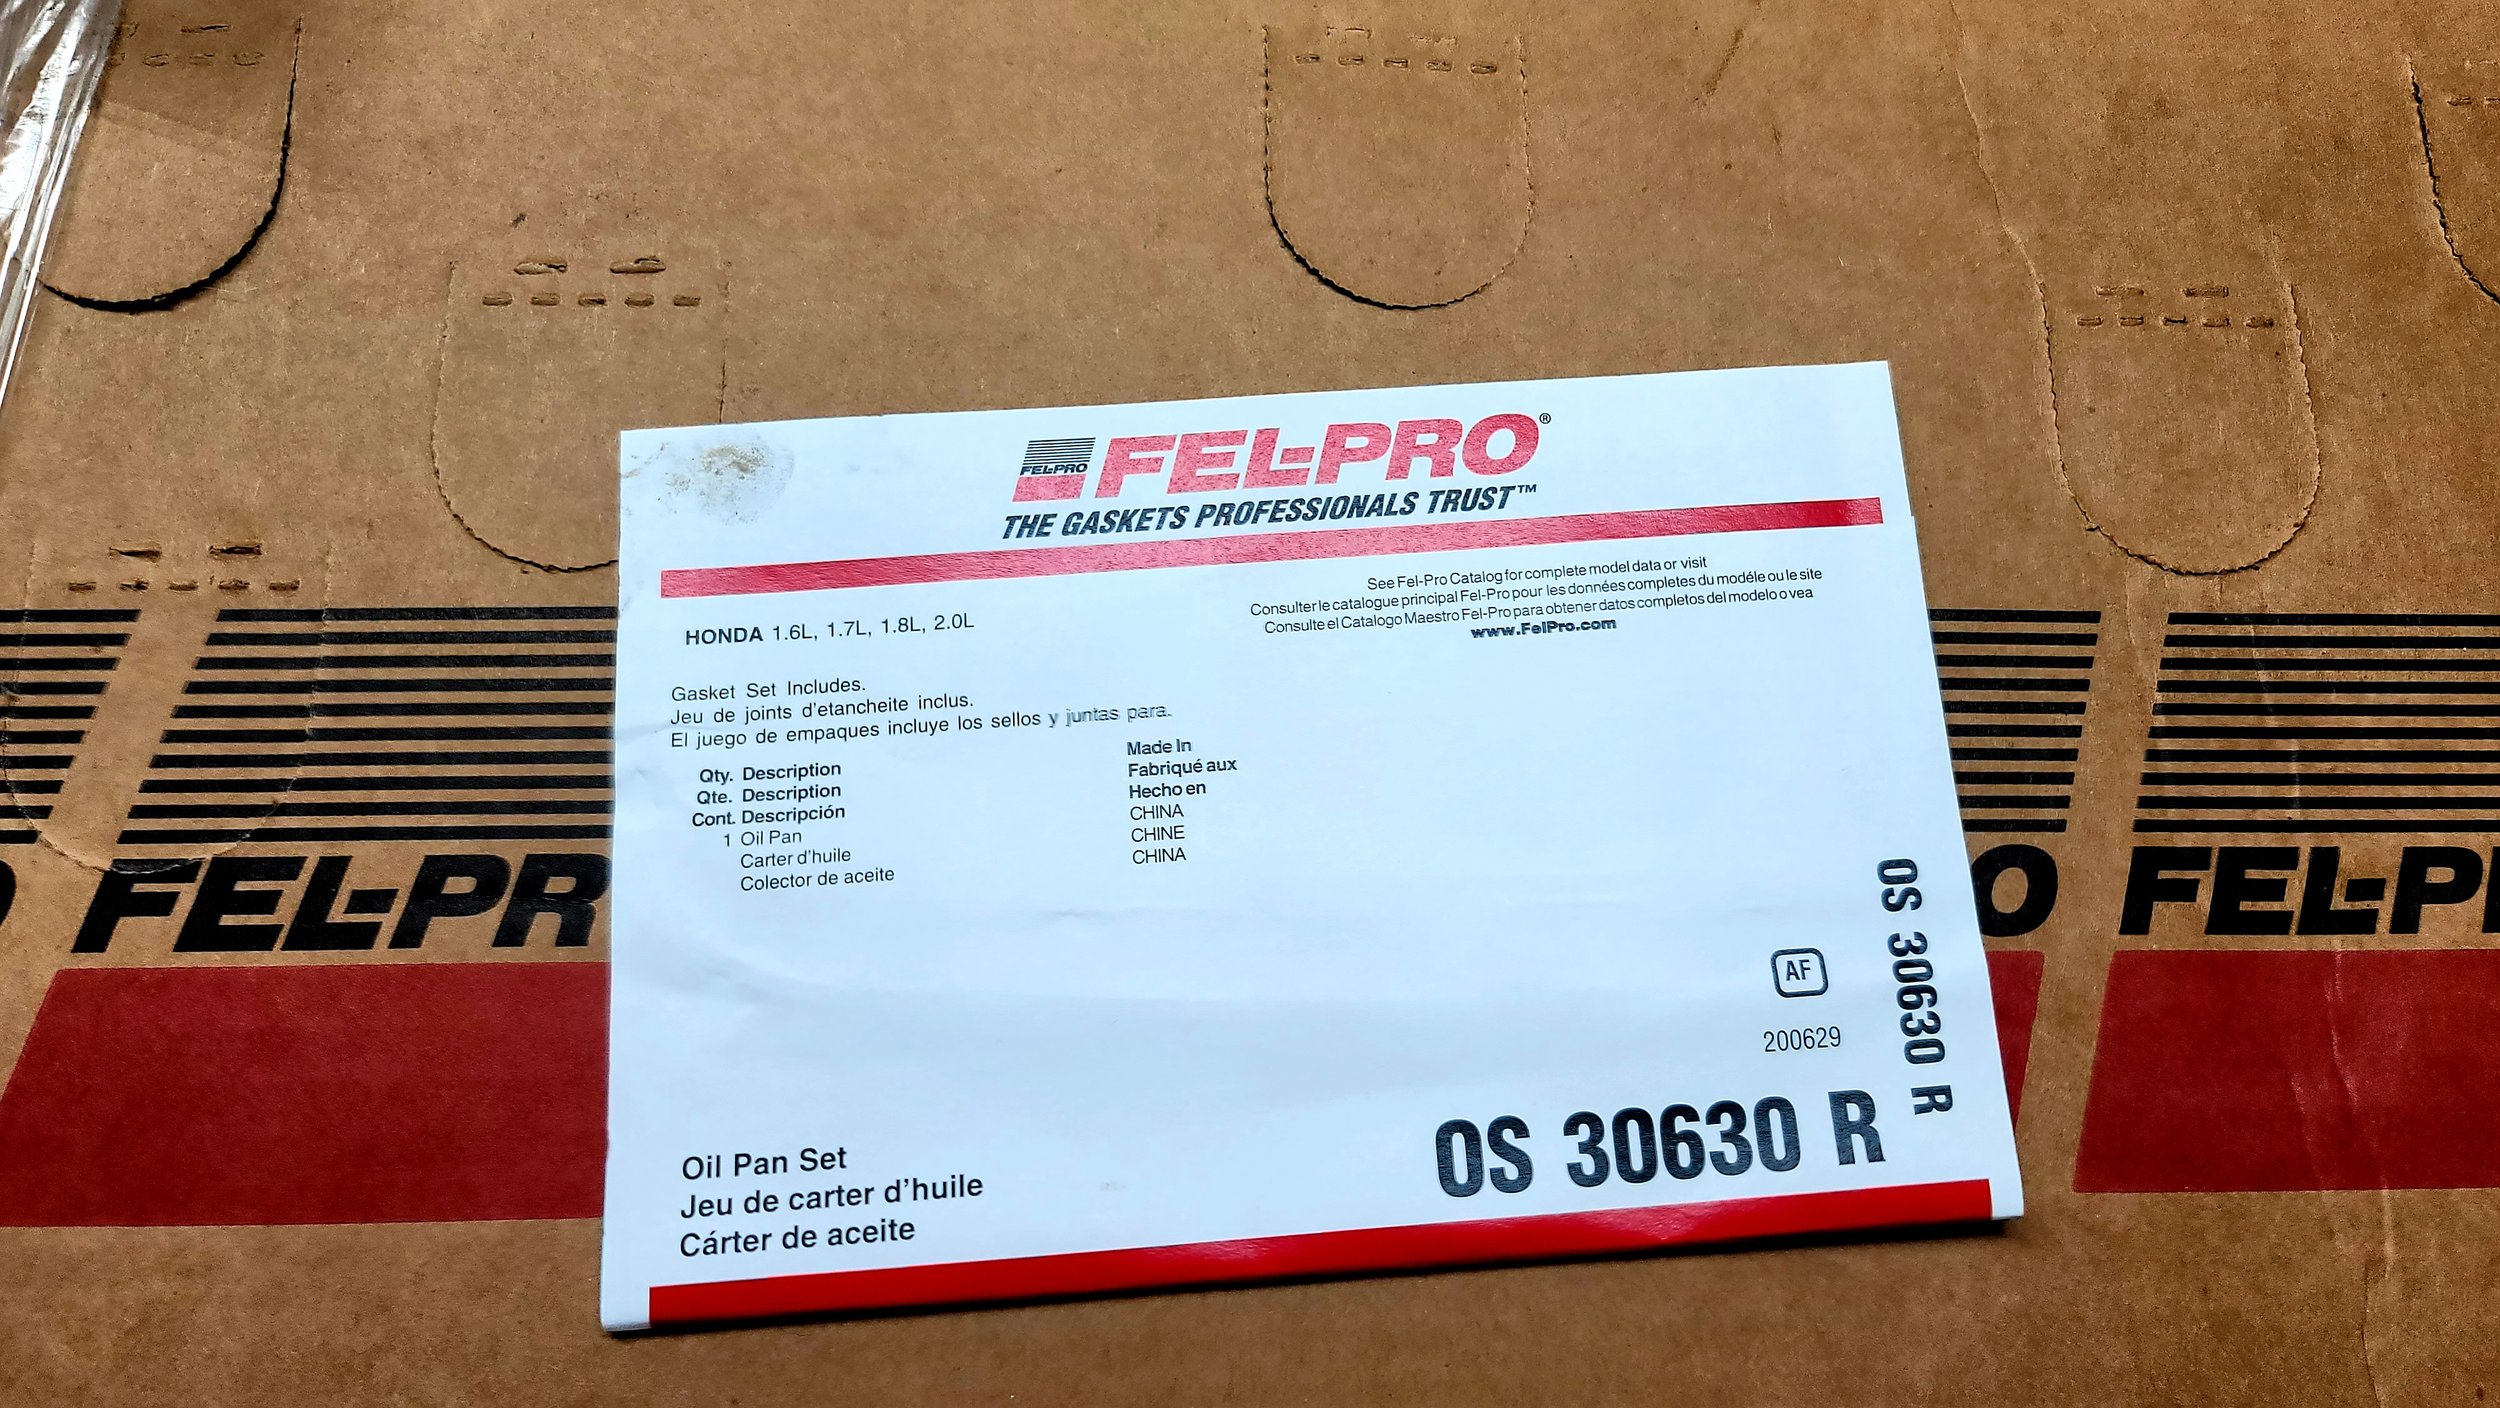 FEL-PRO
FEL-PRO®
THE GASKETS PROFESSIONALS TRUST™
See Fel-Pro Catalog for complete model data or visit
Consulter le catalogue principal Fel-Pro pour les données completes du modéle ou le site
Consulte el Catalogo Maestro Fel-Pro para obtener datos completos del modelo o vea
www.FelPro.com
HONDA 1.6L, 1.7L, 1.8L, 2.0L
Gasket Set Includes.
Jeu de joints d'etancheite inclus.
El juego de empaques incluye los sellos y juntas para.
Qty. Description Made In
Qte. Description Fabriqué aux
Cont. Descripción Hecho en
1 Oil Pan CHINA
Carter d'huile CHINE
Colector de aceite CHINA
AF
200629
OS 30630 R
OS 30630 R
Oil Pan Set
Jeu de carter d'huile
Cárter de aceite
O FEL-PR
O FEL-P